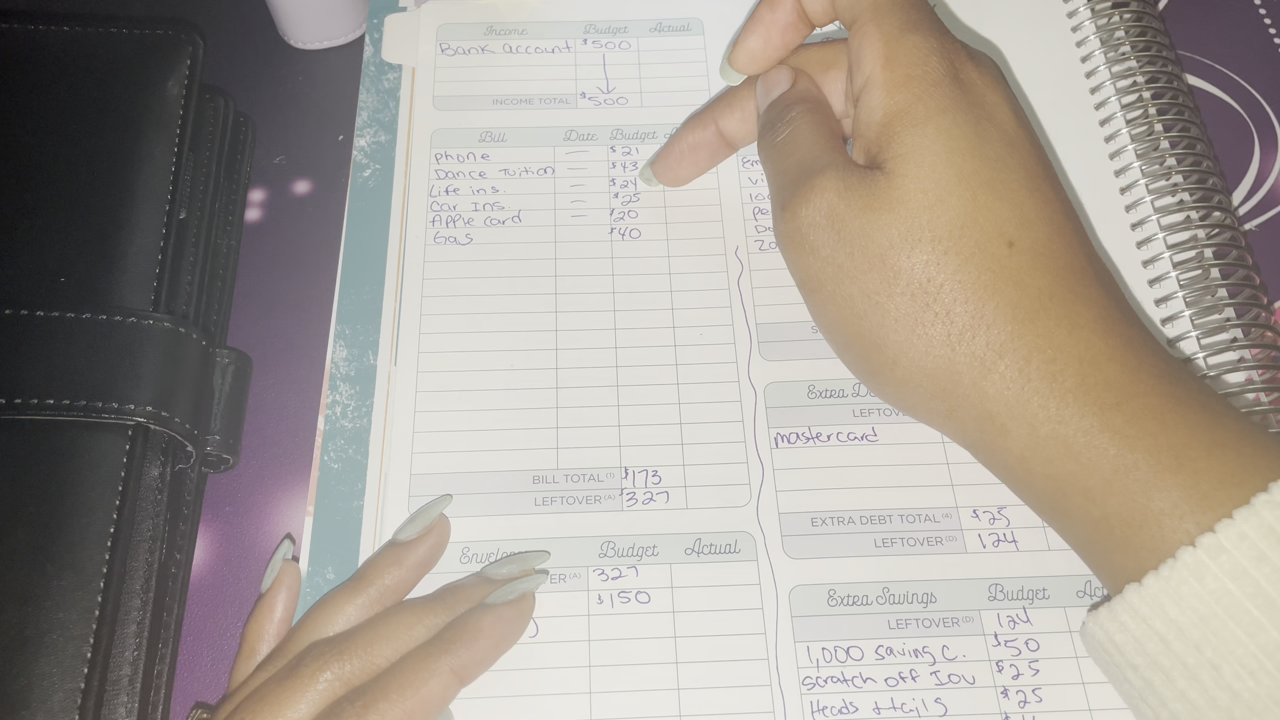 Income Budget Actual
Bank account $500
INCOME TOTAL $500
Bill Date Budget
Phone — $21
Dance Tuition — $43
Life ins. — $24
Car Ins. — $25
Apple card — $20
Gas $40
BILL TOTAL (1) $173
LEFTOVER (A) $327
Budget Actual
(A) 327
$150
Extra
mastercard
EXTRA DEBT TOTAL (4) $25
LEFTOVER (D) 124
Extra Savings Budget
LEFTOVER (D) 124
1,000 saving C. $50
scratch off IOU $25
Heads + tails $25